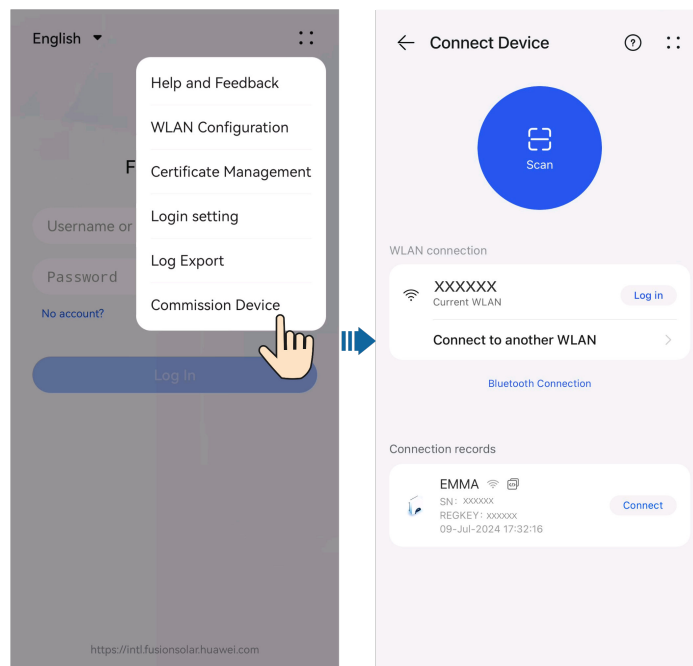 English
Help and Feedback
WLAN Configuration
F
Certificate Management
Username or
Login setting
Log Export
Password
No account?
Commission Device
Log In
https://intl.fusionsolar.huawei.com
Connect Device
Scan
WLAN connection
XXXXXX
Current WLAN
Log in
Connect to another WLAN
Bluetooth Connection
Connection records
EMMA
SN: xxxxxx
REGKEY: xxxxxx
09-Jul-2024 17:32:16
Connect